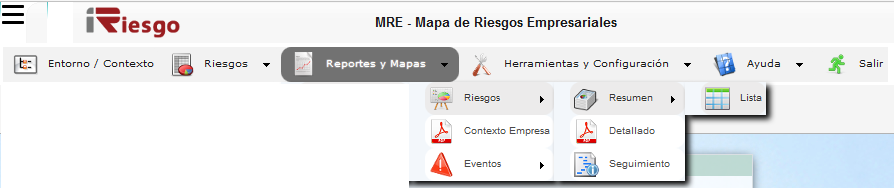 iRiesgo
MRE - Mapa de Riesgos Empresariales
Entorno / Contexto Riesgos Reportes y Mapas Herramientas y Configuración Ayuda Salir
Riesgos Resumen Lista
Contexto Empresa Detallado
Eventos Seguimiento